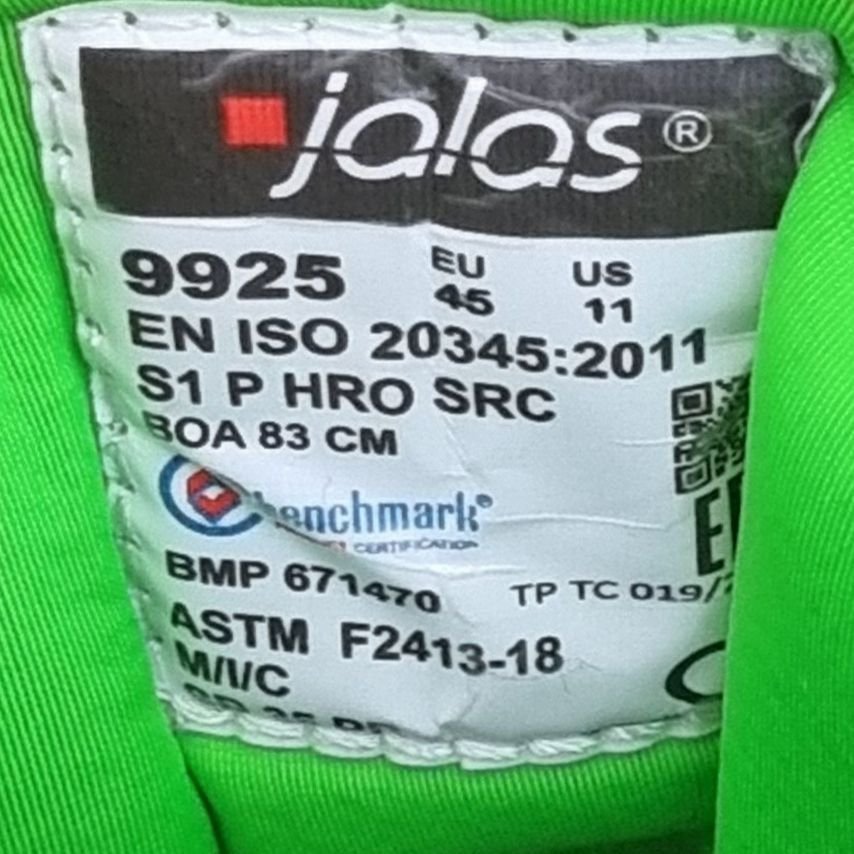 jalas®
9925 EU 45 US 11
EN ISO 20345:2011
S1 P HRO SRC
BOA 83 CM
benchmark®
CERTIFICATION
BMP 671470
TP TC 019/
ASTM F2413-18
M/I/C